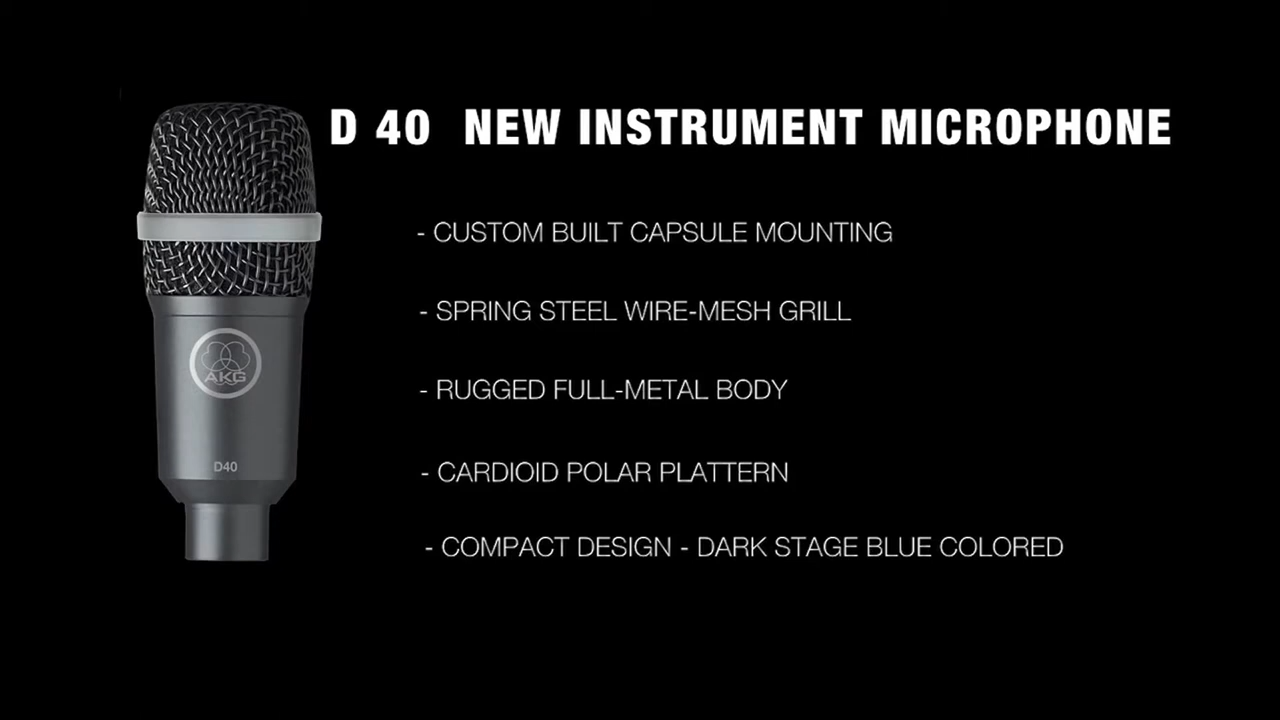 D 40 NEW INSTRUMENT MICROPHONE
- CUSTOM BUILT CAPSULE MOUNTING
- SPRING STEEL WIRE-MESH GRILL
AKG
- RUGGED FULL-METAL BODY
D40
- CARDIOID POLAR PLATTERN
- COMPACT DESIGN - DARK STAGE BLUE COLORED